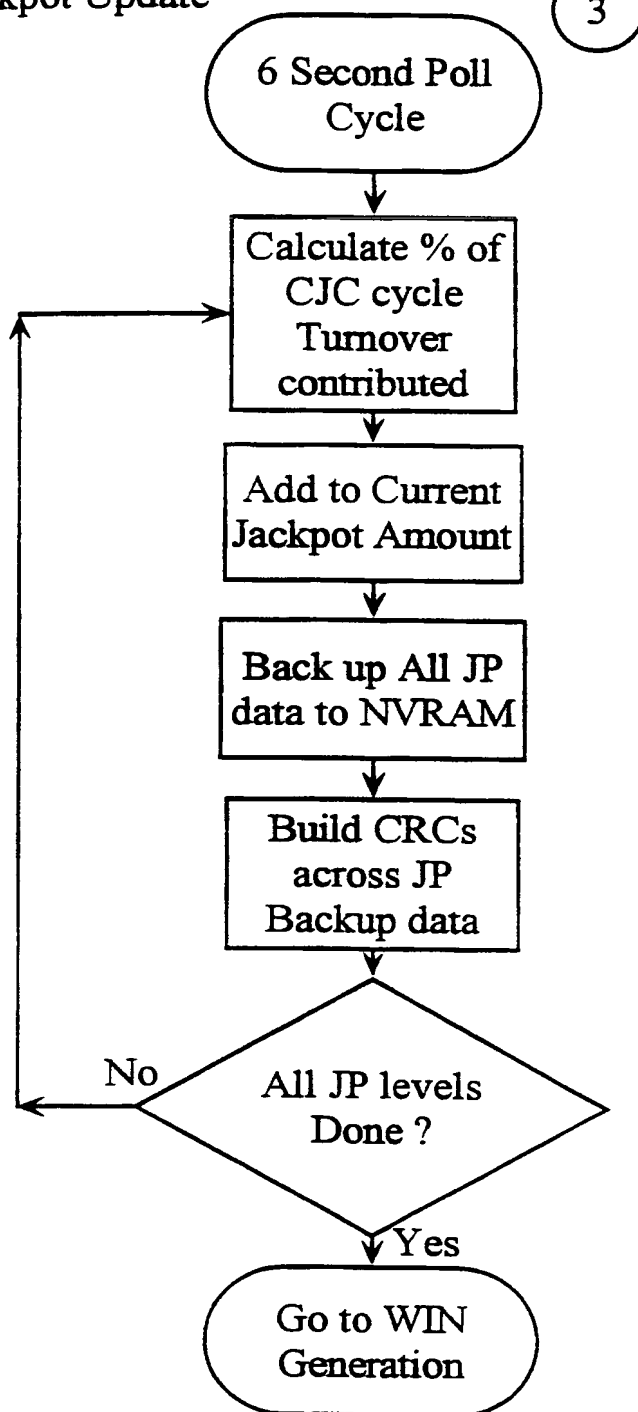 kpot Update
3
6 Second Poll
Cycle
Calculate % of
CJC cycle
Turnover
contributed
Add to Current
Jackpot Amount
Back up All JP
data to NVRAM
Build CRCs
across JP
Backup data
No
All JP levels
Done ?
Yes
Go to WIN
Generation